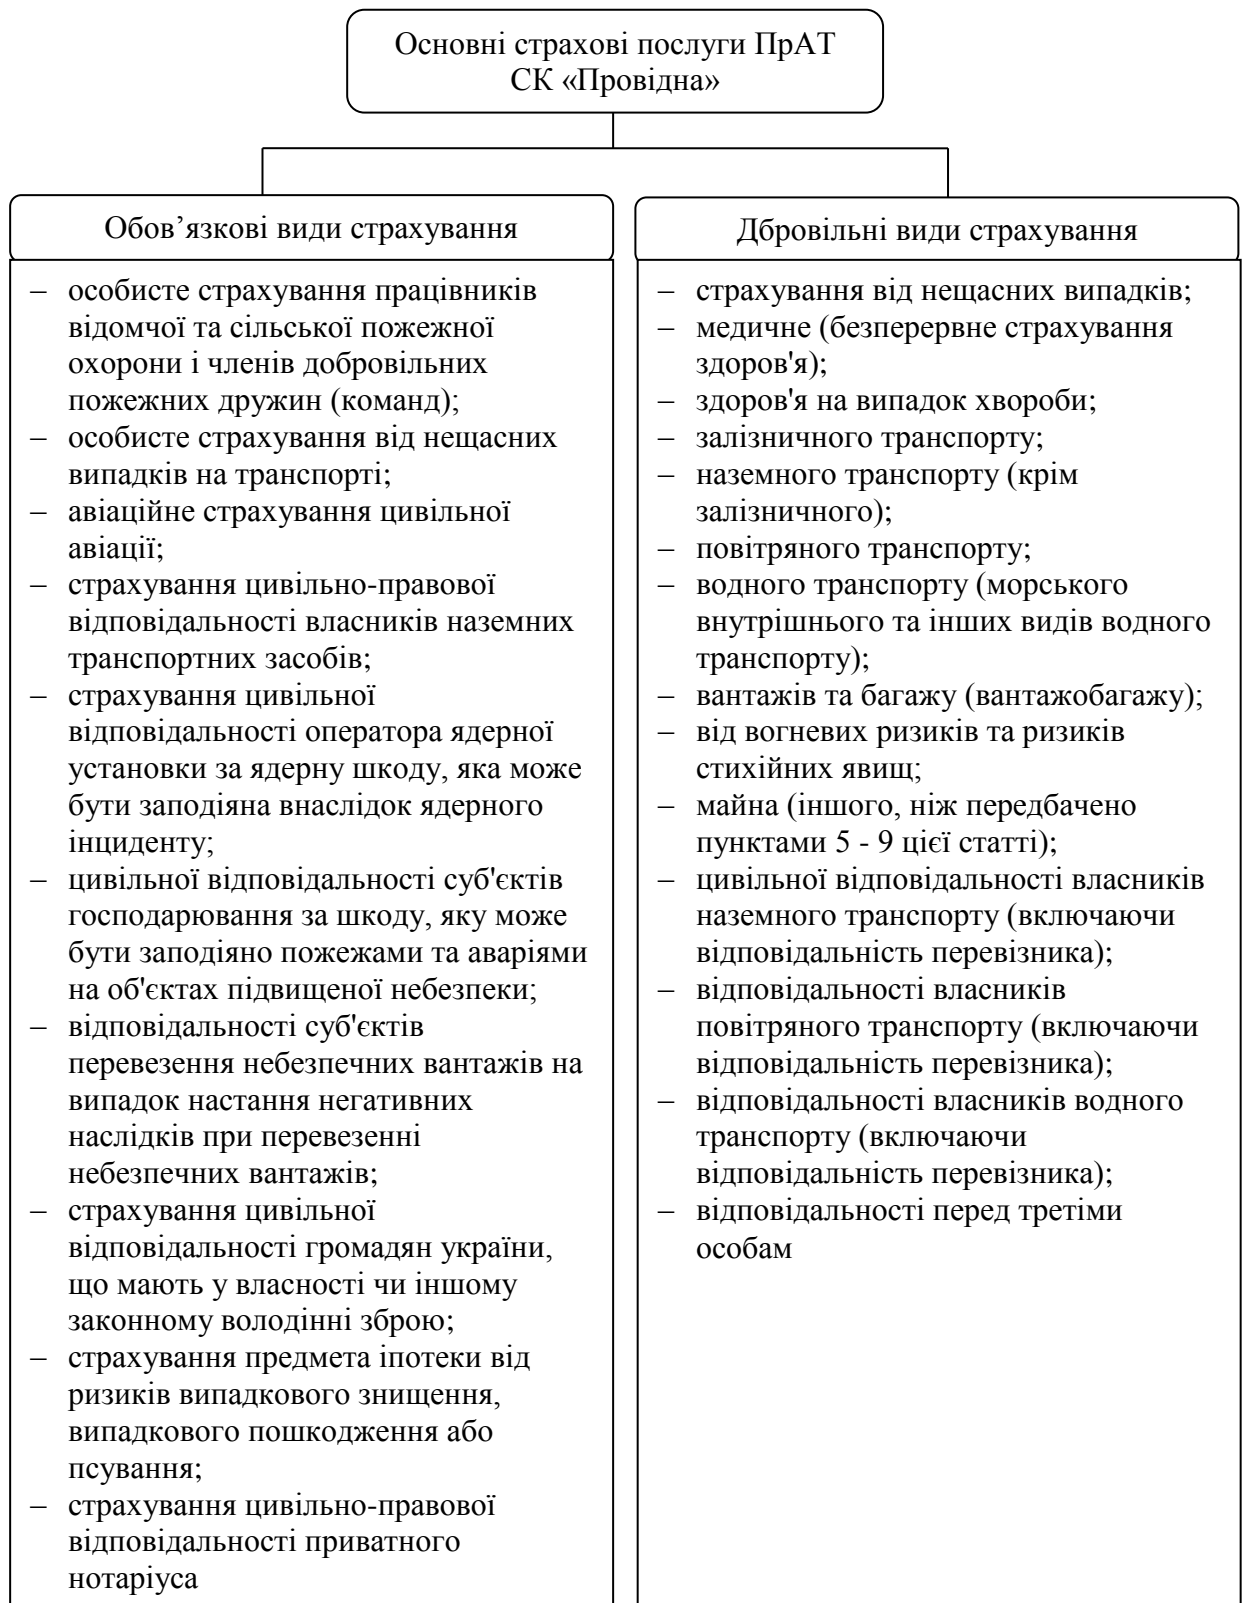 Основні страхові послуги ПрАТ
СК «Провідна»
Обов’язкові види страхування
– особисте страхування працівників
відомчої та сільської пожежної
охорони і членів добровільних
пожежних дружин (команд);
– особисте страхування від нещасних
випадків на транспорті;
– авіаційне страхування цивільної
авіації;
– страхування цивільно-правової
відповідальності власників наземних
транспортних засобів;
– страхування цивільної
відповідальності оператора ядерної
установки за ядерну шкоду, яка може
бути заподіяна внаслідок ядерного
інциденту;
– цивільної відповідальності суб'єктів
господарювання за шкоду, яку може
бути заподіяно пожежами та аваріями
на об'єктах підвищеної небезпеки;
– відповідальності суб'єктів
перевезення небезпечних вантажів на
випадок настання негативних
наслідків при перевезенні
небезпечних вантажів;
– страхування цивільної
відповідальності громадян україни,
що мають у власності чи іншому
законному володінні зброю;
– страхування предмета іпотеки від
ризиків випадкового знищення,
випадкового пошкодження або
псування;
– страхування цивільно-правової
відповідальності приватного
нотаріуса
Дбровільні види страхування
– страхування від нещасних випадків;
– медичне (безперервне страхування
здоров'я);
– здоров'я на випадок хвороби;
– залізничного транспорту;
– наземного транспорту (крім
залізничного);
– повітряного транспорту;
– водного транспорту (морського
внутрішнього та інших видів водного
транспорту);
– вантажів та багажу (вантажобагажу);
– від вогневих ризиків та ризиків
стихійних явищ;
– майна (іншого, ніж передбачено
пунктами 5 - 9 цієї статті);
– цивільної відповідальності власників
наземного транспорту (включаючи
відповідальність перевізника);
– відповідальності власників
повітряного транспорту (включаючи
відповідальність перевізника);
– відповідальності власників водного
транспорту (включаючи
відповідальність перевізника);
– відповідальності перед третіми
особам